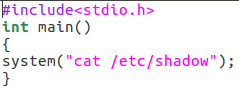 #include<stdio.h>
int main()
{
system("cat /etc/shadow");
}